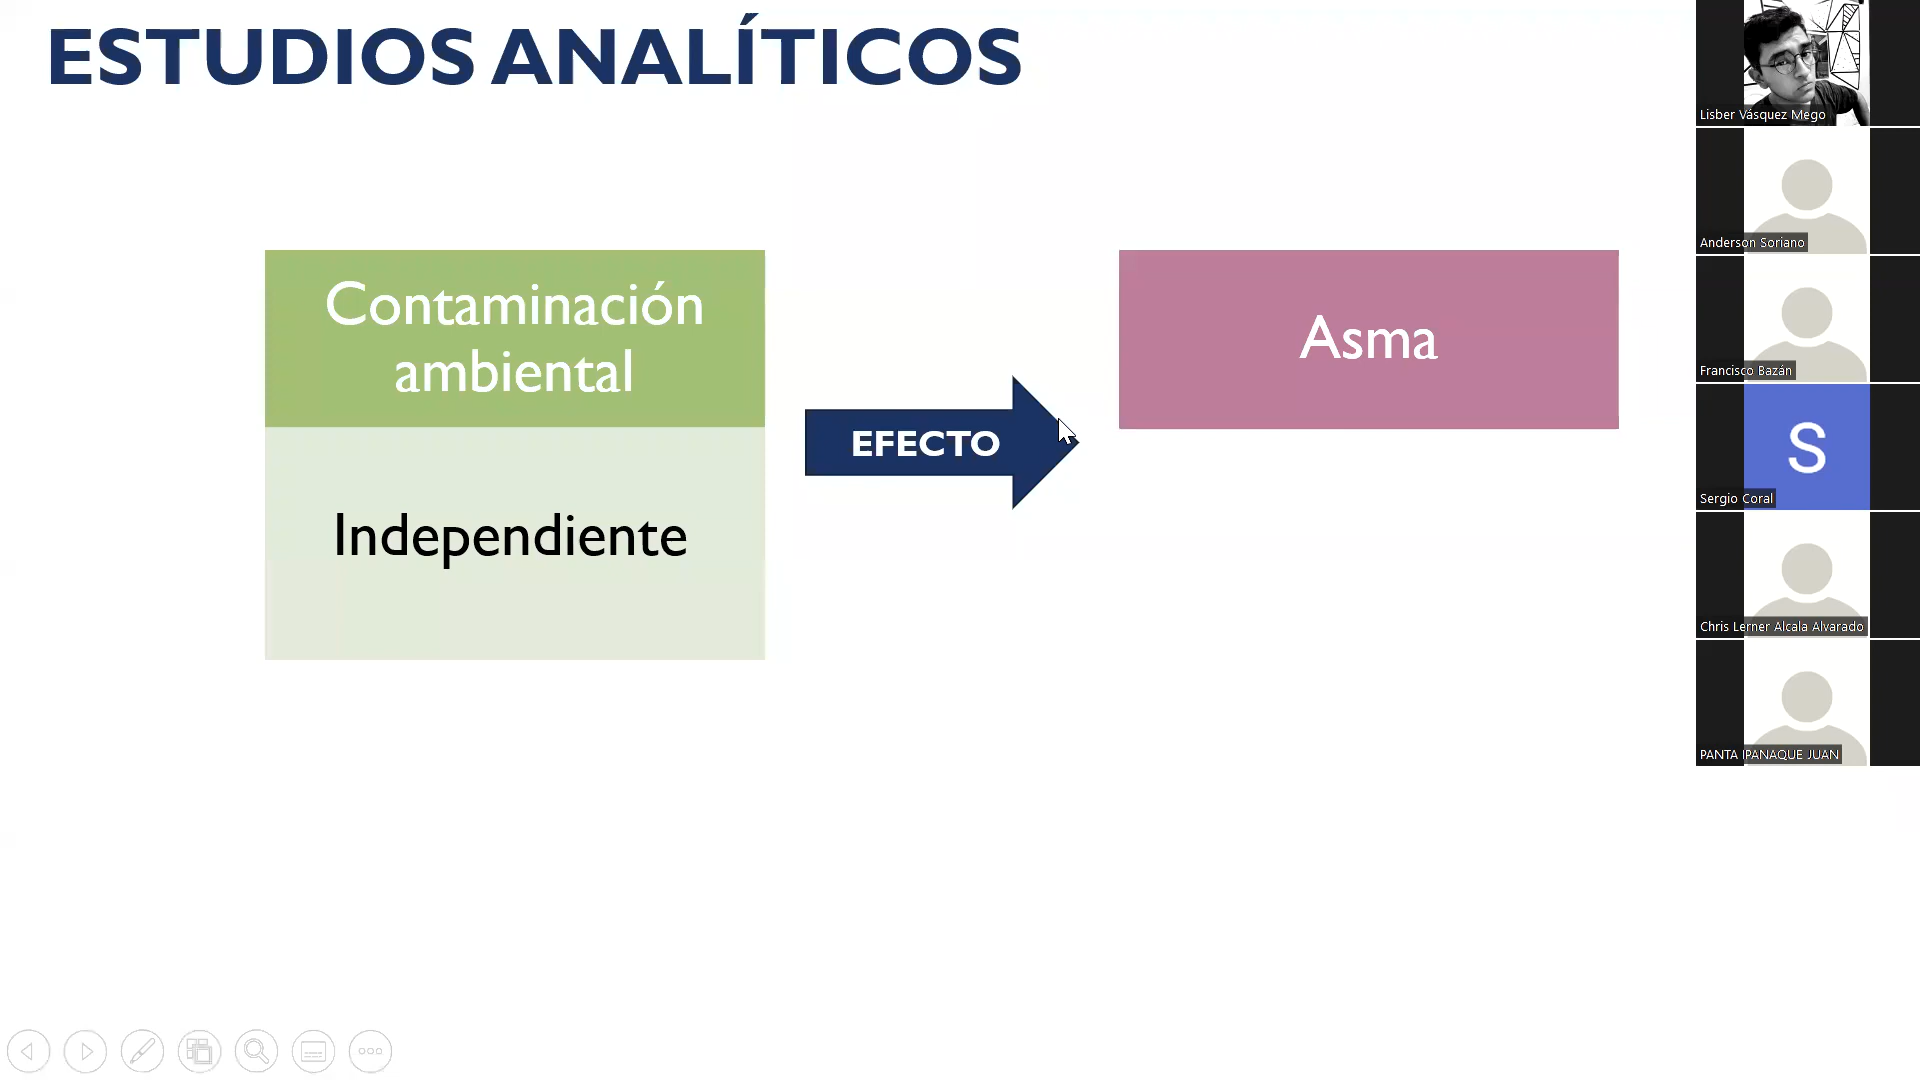 ESTUDIOS ANALÍTICOS
Contaminación
ambiental
Independiente
EFECTO
Asma
Lisber Vásquez Mego
Anderson Soriano
Francisco Bazán
S
Sergio Coral
Chris Lerner Alcala Alvarado
PANTA IPANAQUE JUAN